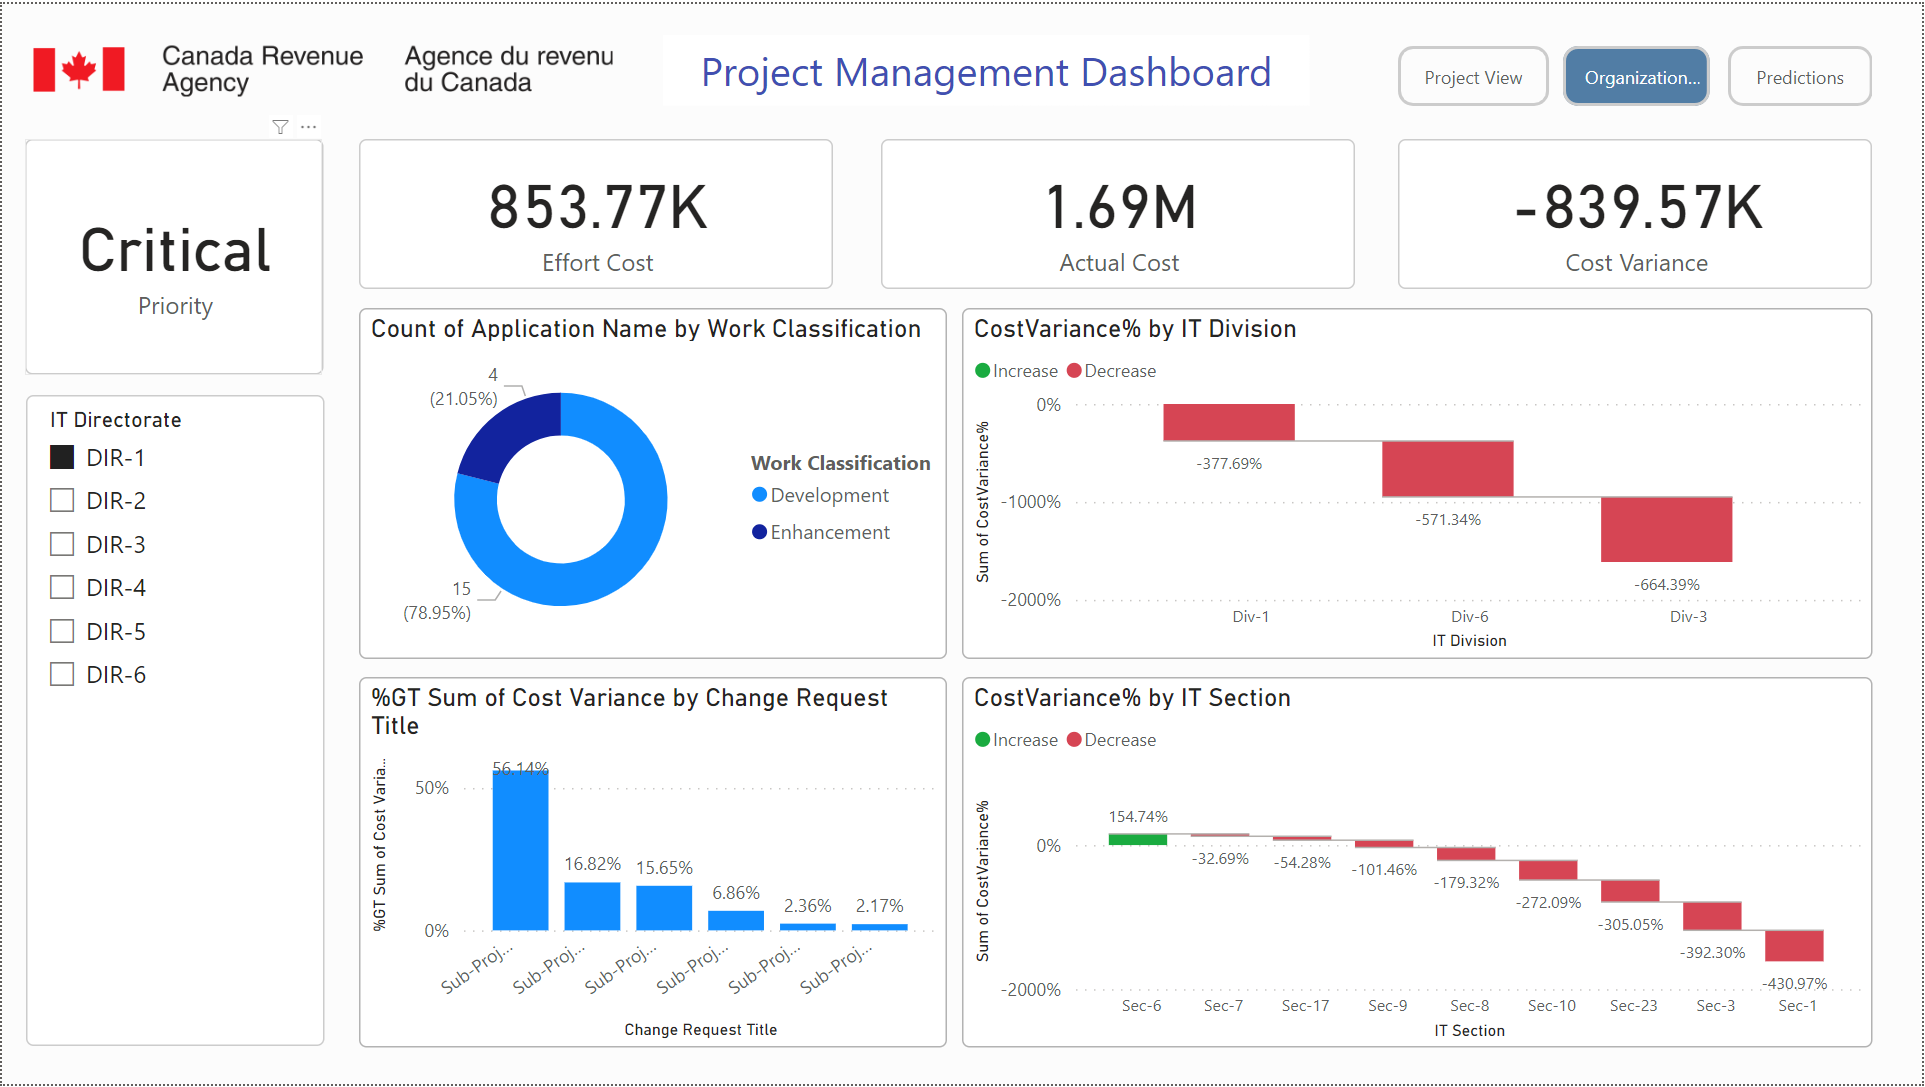 Canada Revenue
Agency
Agence du revenu
du Canada
Project Management Dashboard
Project View
Organization...
Predictions
Critical
Priority
853.77K
Effort Cost
1.69M
Actual Cost
-839.57K
Cost Variance
IT Directorate
DIR-1
DIR-2
DIR-3
DIR-4
DIR-5
DIR-6
Count of Application Name by Work Classification
4
(21.05%)
15
(78.95%)
Work Classification
Development
Enhancement
CostVariance% by IT Division
Increase
Decrease
Sum of CostVariance%
0%
-1000%
-2000%
-377.69%
-571.34%
-664.39%
Div-1
Div-6
Div-3
IT Division
%GT Sum of Cost Variance by Change Request
Title
%GT Sum of Cost Varia...
50%
0%
56.14%
16.82%
15.65%
6.86%
2.36%
2.17%
Sub-Proj...
Sub-Proj...
Sub-Proj...
Sub-Proj...
Sub-Proj...
Sub-Proj...
Change Request Title
CostVariance% by IT Section
Increase
Decrease
Sum of CostVariance%
0%
-2000%
154.74%
-32.69%
-54.28%
-101.46%
-179.32%
-272.09%
-305.05%
-392.30%
-430.97%
Sec-6
Sec-7
Sec-17
Sec-9
Sec-8
Sec-10
Sec-23
Sec-3
Sec-1
IT Section